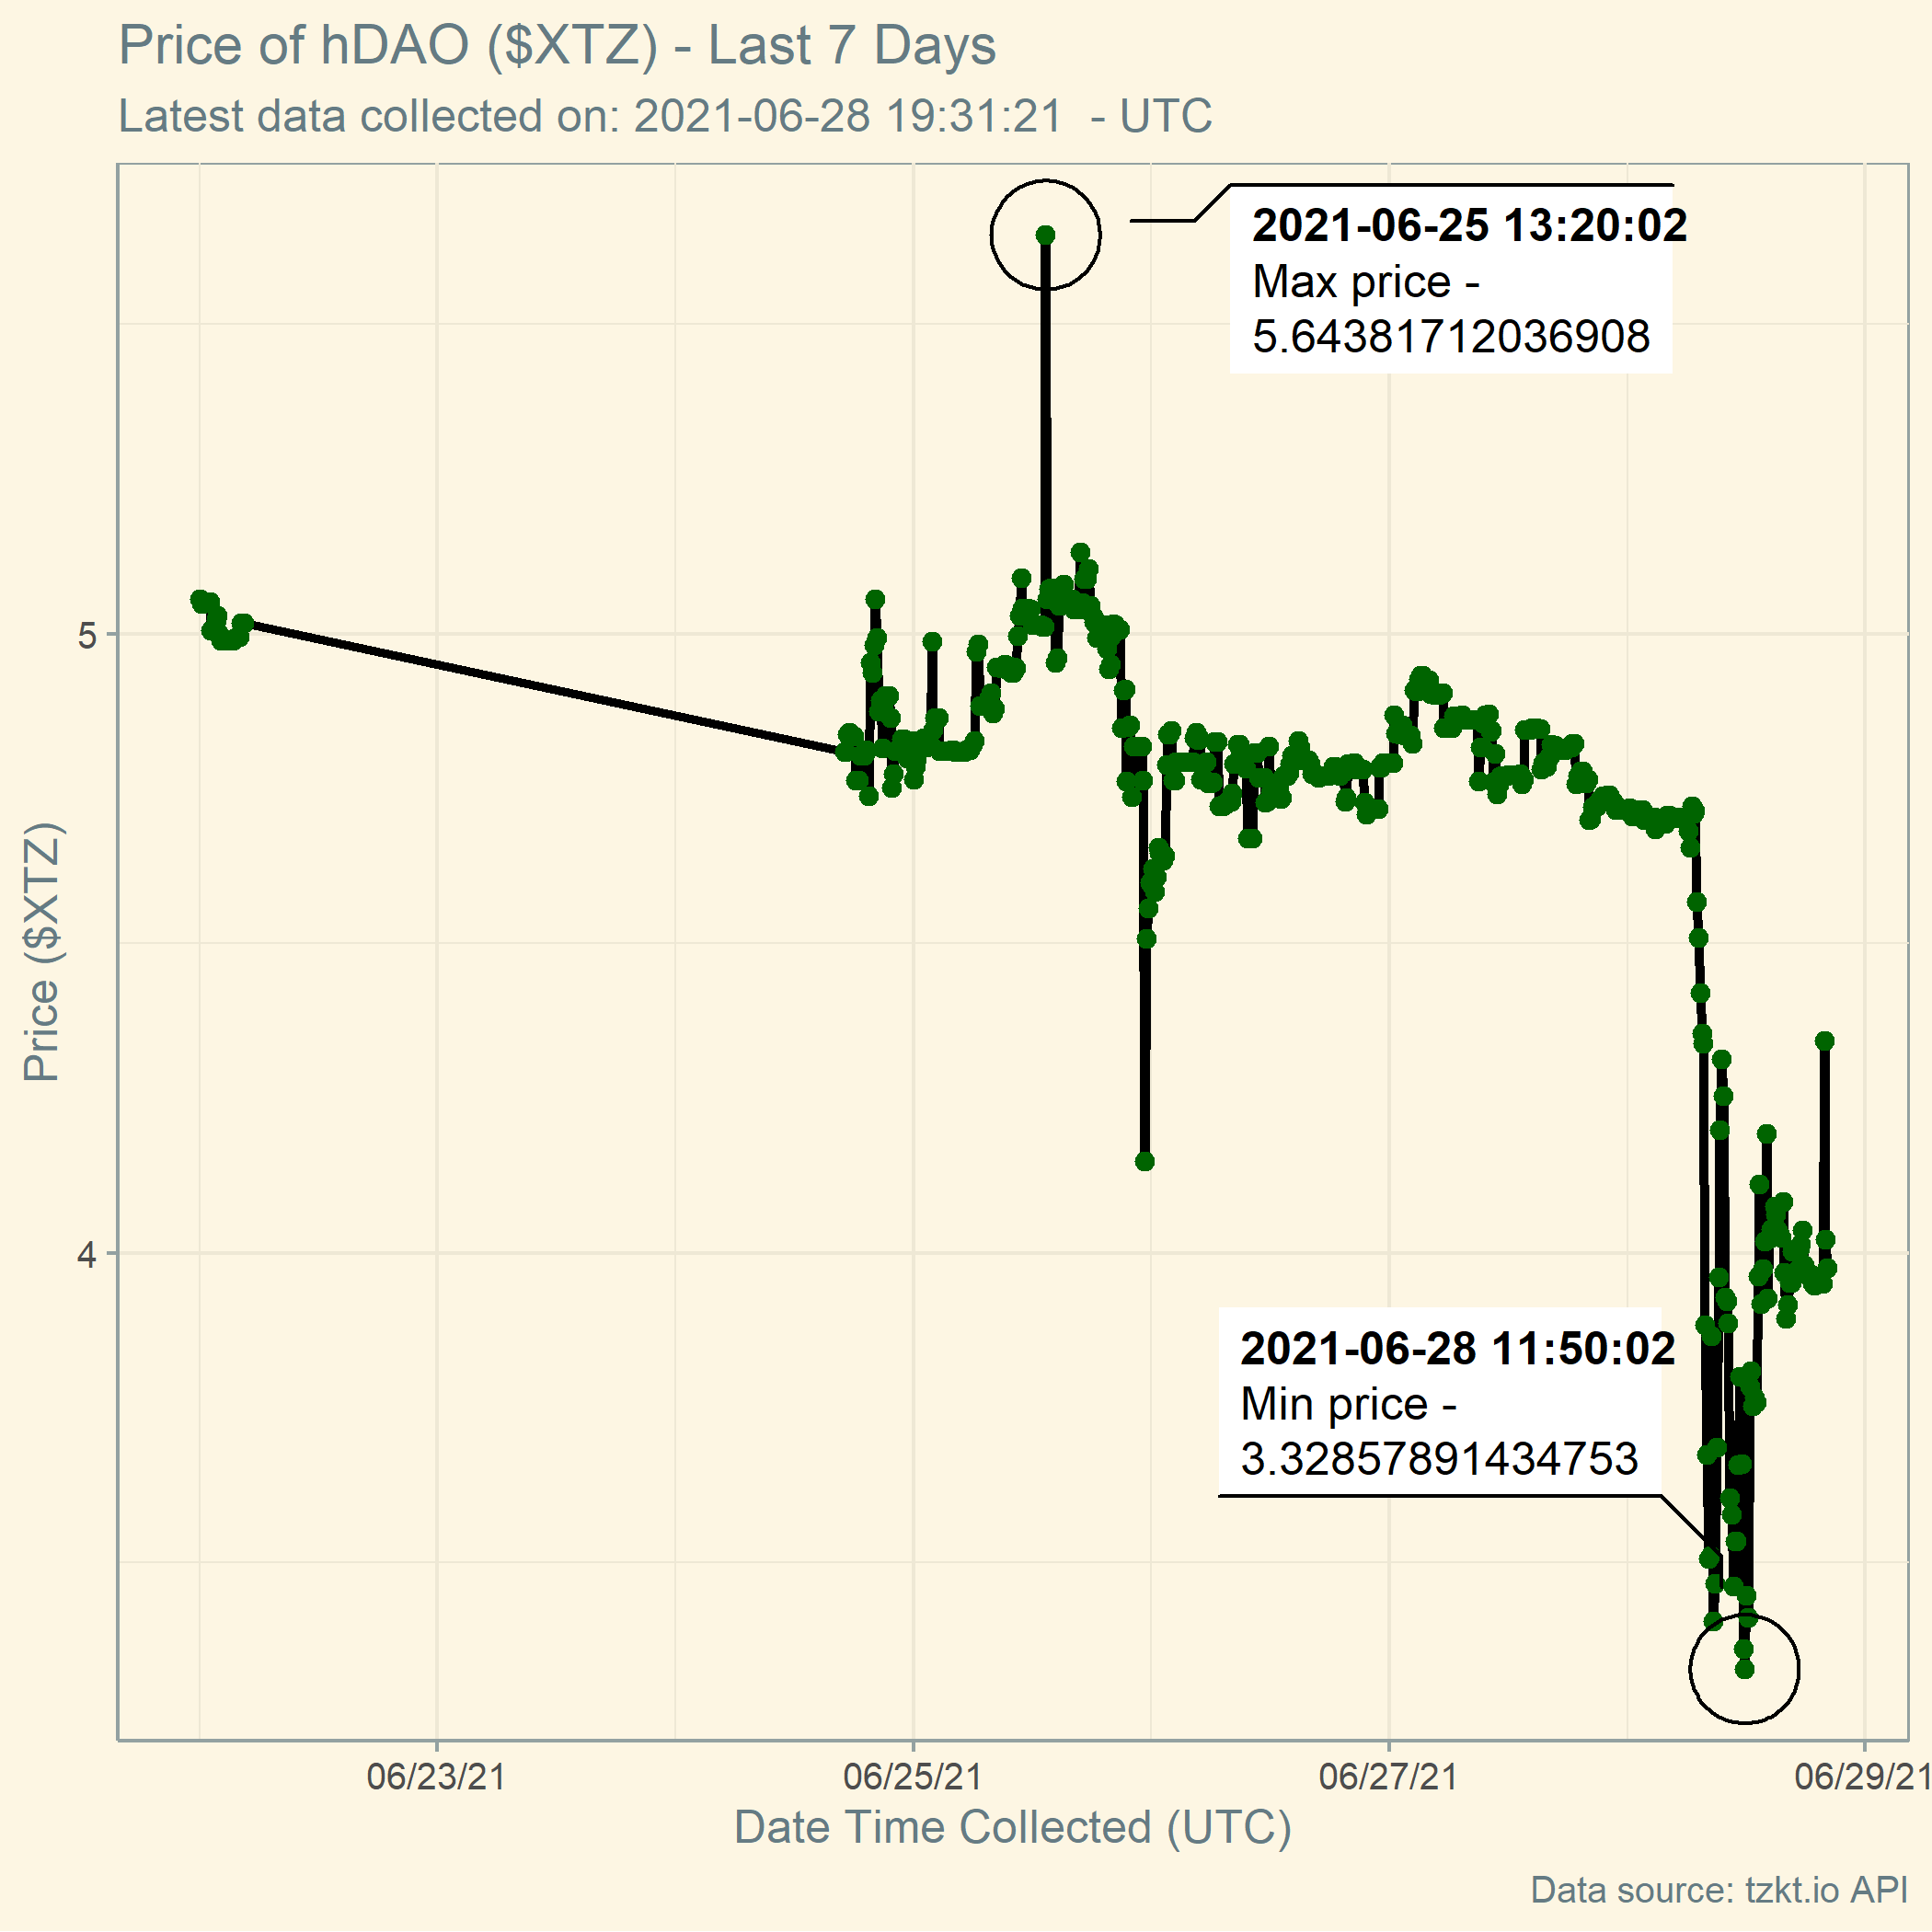 Price of hDAO ($XTZ) - Last 7 Days
Latest data collected on: 2021-06-28 19:31:21  - UTC
2021-06-25 13:20:02
Max price -
5.64381712036908
5
Price ($XTZ)
4
2021-06-28 11:50:02
Min price -
3.32857891434753
06/23/21
06/25/21
06/27/21
06/29/21
Date Time Collected (UTC)
Data source: tzkt.io API